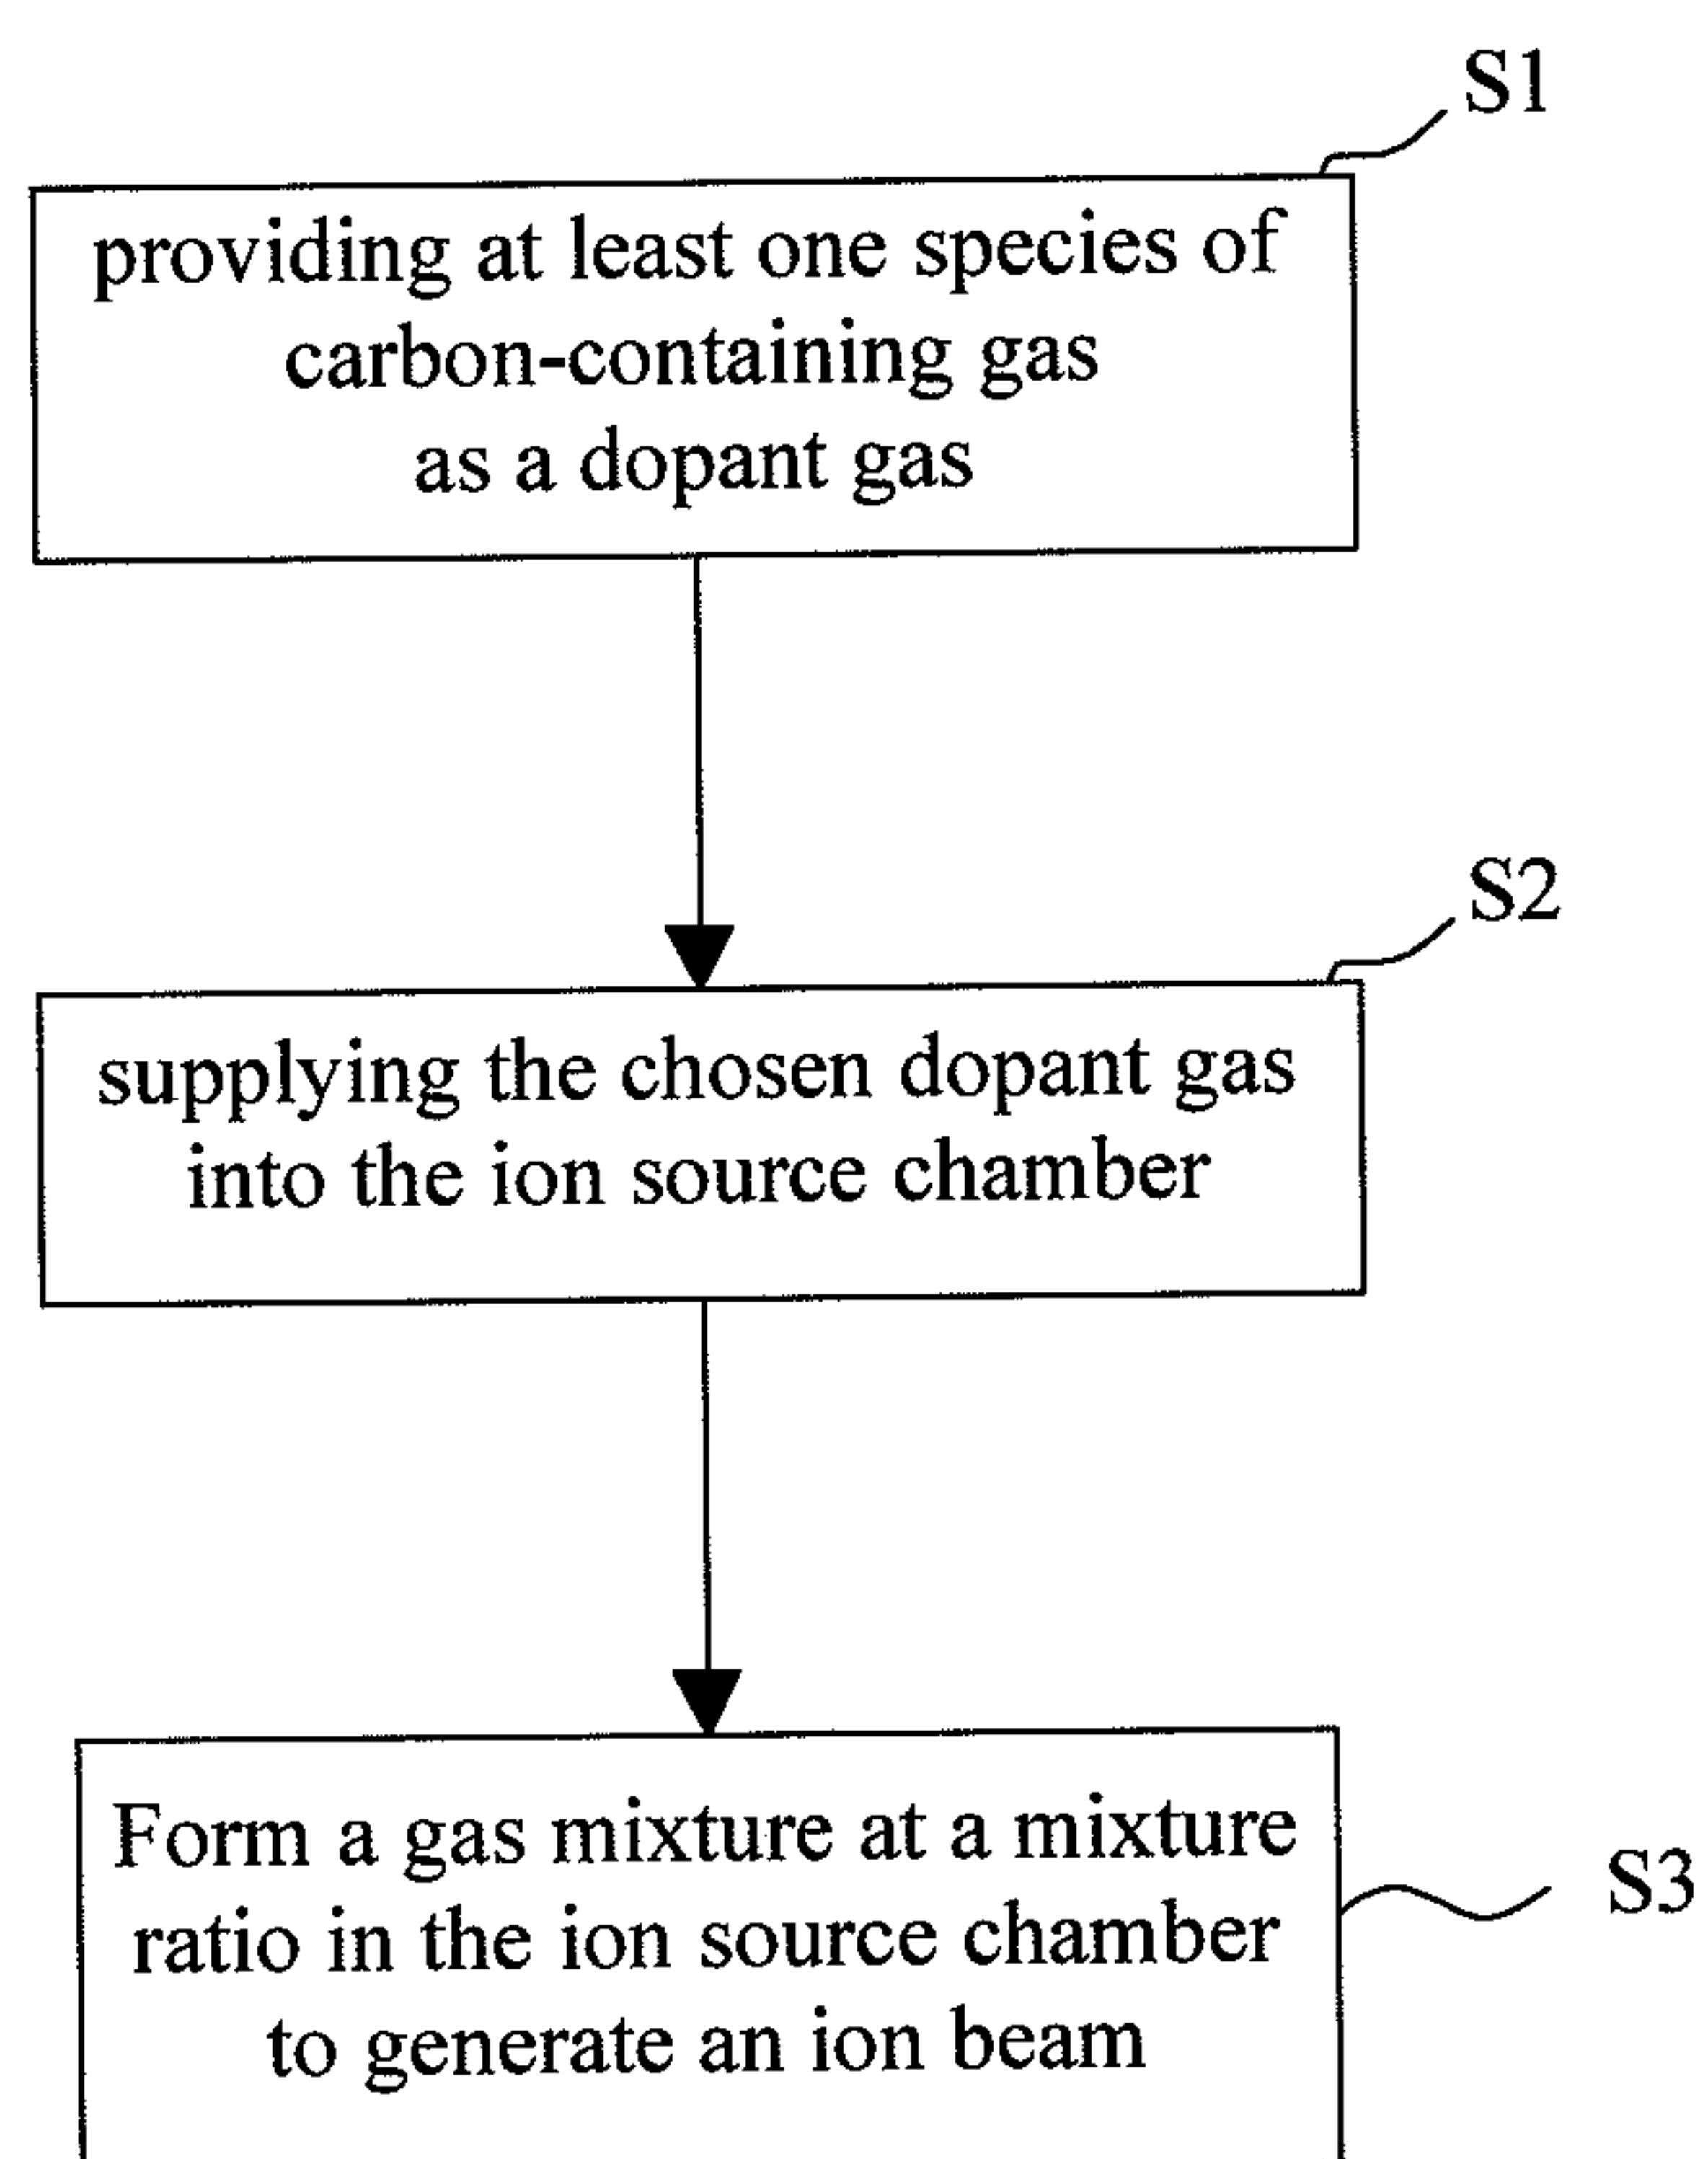 S1
providing at least one species of
carbon-containing gas
as a dopant gas
S2
supplying the chosen dopant gas
into the ion source chamber
Form a gas mixture at a mixture
ratio in the ion source chamber
to generate an ion beam
S3